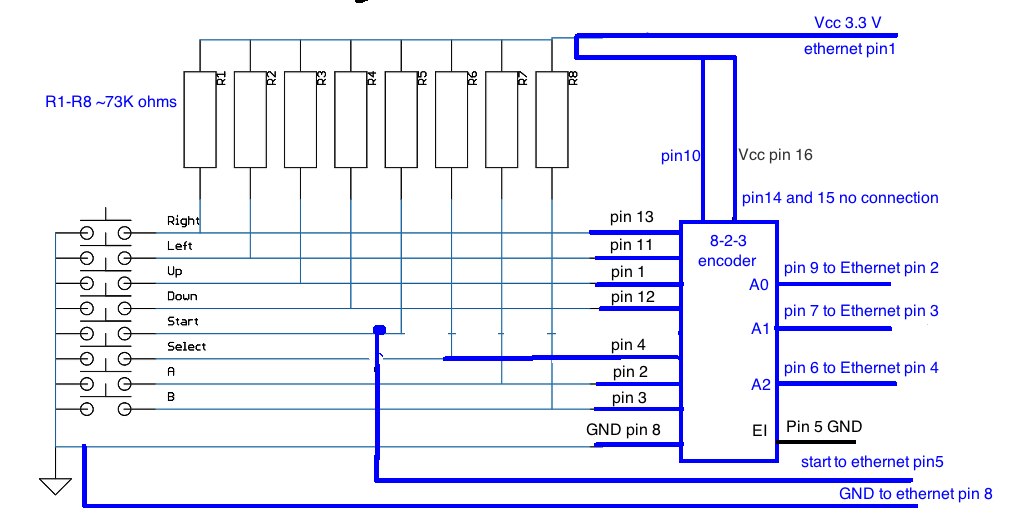 Vcc 3.3 V
ethernet pin1
R1
R2
R3
R4
R5
R6
R7
R8
R1-R8 ~73K ohms
pin10
Vcc pin 16
pin14 and 15 no connection
Right
pin 13
8-2-3
encoder
Left
pin 11
Up
pin 1
A0
pin 9 to Ethernet pin 2
Down
pin 12
Start
A1
pin 7 to Ethernet pin 3
Select
pin 4
A
pin 2
A2
pin 6 to Ethernet pin 4
B
pin 3
GND pin 8
EI
Pin 5 GND
start to ethernet pin5
GND to ethernet pin 8